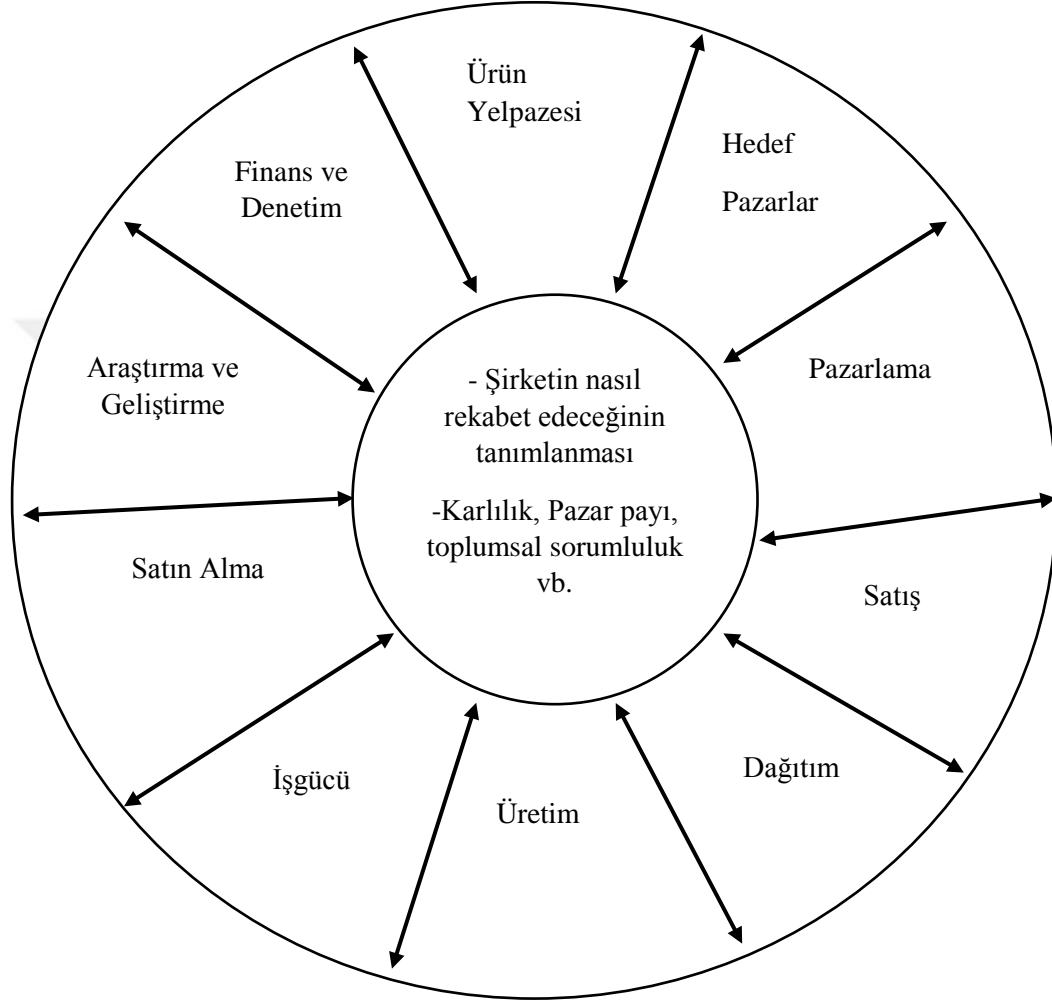 Ürün
Yelpazesi
Hedef
Pazarlar
Finans ve
Denetim
Araştırma ve
Geliştirme
- Şirketin nasıl
rekabet edeceğinin
tanımlanması
-Karlılık, Pazar payı,
toplumsal sorumluluk
vb.
Pazarlama
Satın Alma
Satış
İşgücü
Üretim
Dağıtım